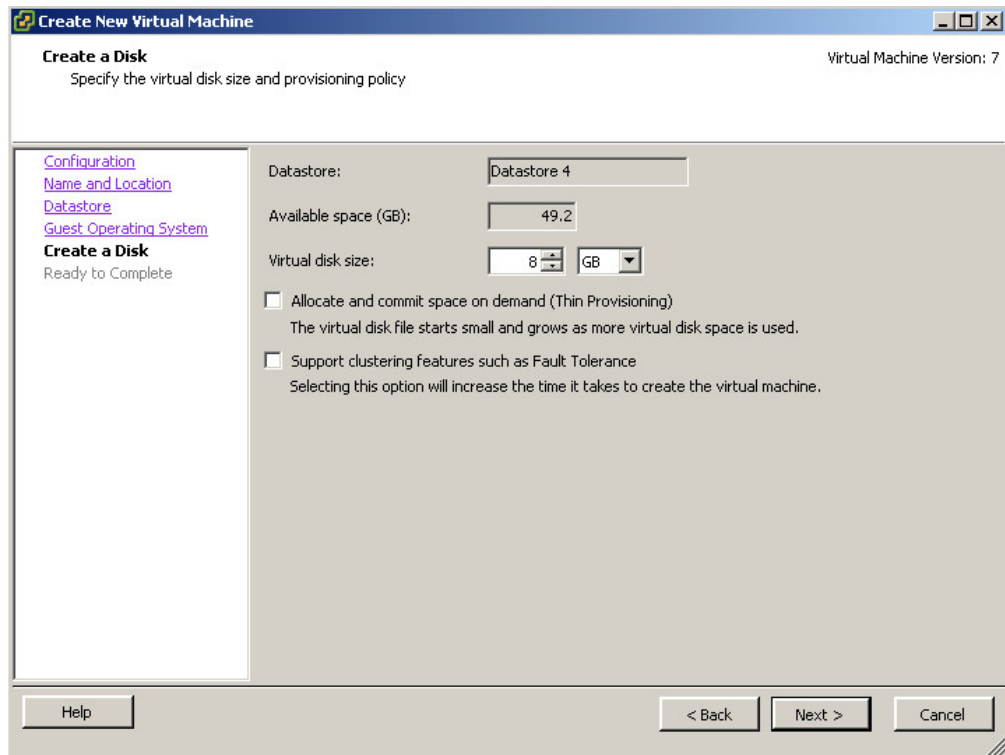 Create New Virtual Machine
Create a Disk
Specify the virtual disk size and provisioning policy
Virtual Machine Version: 7
Configuration
Name and Location
Datastore
Guest Operating System
Create a Disk
Ready to Complete
Datastore: Datastore 4
Available space (GB): 49.2
Virtual disk size: 8 GB
Allocate and commit space on demand (Thin Provisioning)
The virtual disk file starts small and grows as more virtual disk space is used.
Support clustering features such as Fault Tolerance
Selecting this option will increase the time it takes to create the virtual machine.
Help
< Back
Next >
Cancel